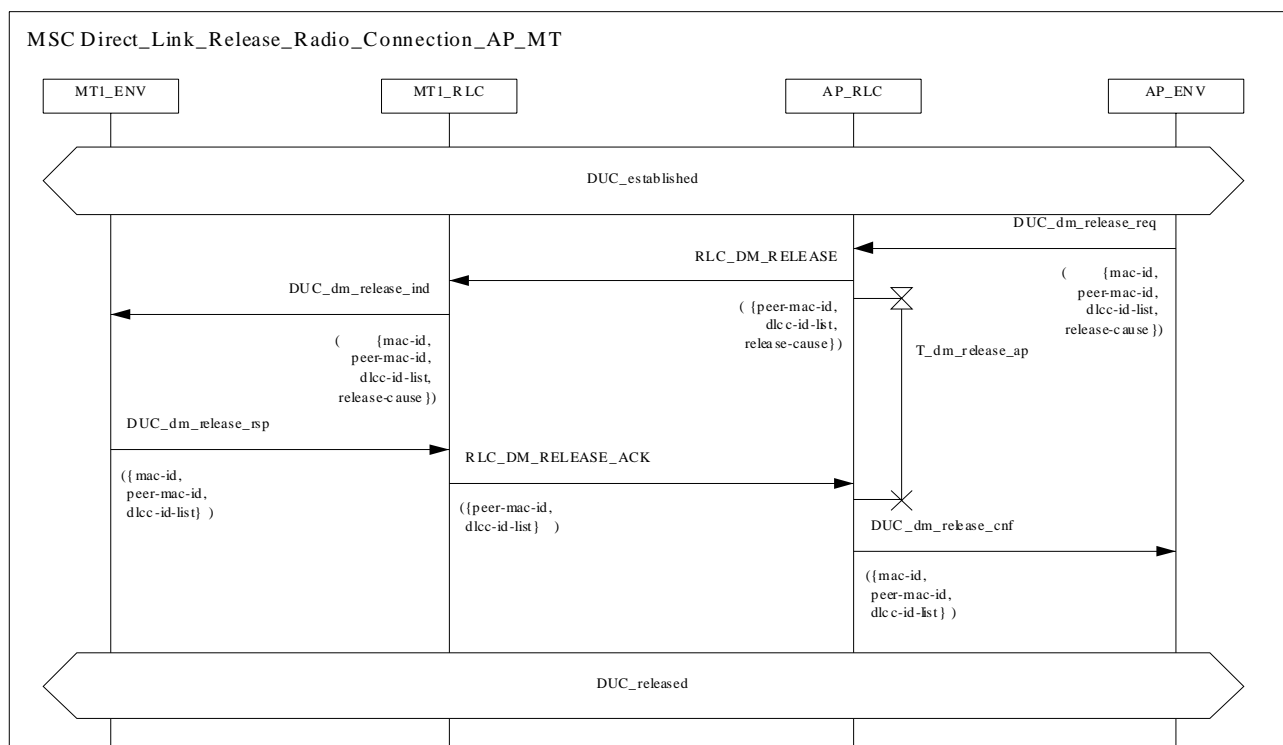 MSC Direct_Link_Release_Radio_Connection_AP_MT
MT1_ENV
MT1_RLC
AP_RLC
AP_ENV
DUC_established
DUC_dm_release_req
RLC_DM_RELEASE
DUC_dm_release_ind
( {mac-id,
peer-mac-id,
dlcc-id-list,
release-cause})
( {peer-mac-id,
dlcc-id-list,
release-cause})
T_dm_release_ap
( {mac-id,
peer-mac-id,
dlcc-id-list,
release-cause})
DUC_dm_release_rsp
RLC_DM_RELEASE_ACK
({mac-id,
peer-mac-id,
dlcc-id-list} )
({peer-mac-id,
dlcc-id-list} )
DUC_dm_release_cnf
({mac-id,
peer-mac-id,
dlcc-id-list} )
DUC_released